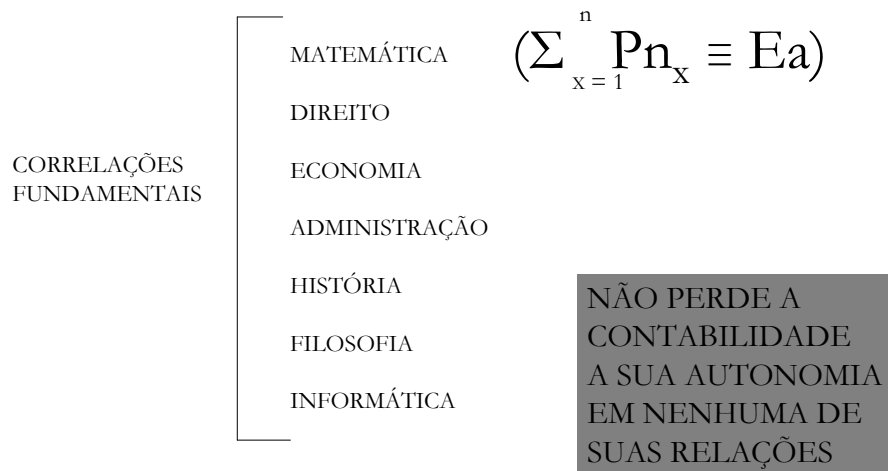 CORRELAÇÕES
FUNDAMENTAIS
MATEMÁTICA (Σ n x = 1 Pn x ≡ Ea)
DIREITO
ECONOMIA
ADMINISTRAÇÃO
HISTÓRIA
FILOSOFIA
INFORMÁTICA
NÃO PERDE A
CONTABILIDADE
A SUA AUTONOMIA
EM NENHUMA DE
SUAS RELAÇÕES